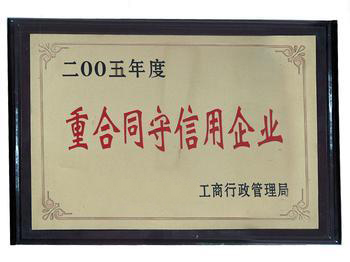 二00五年度
重合同守信用企业
工商行政管理局